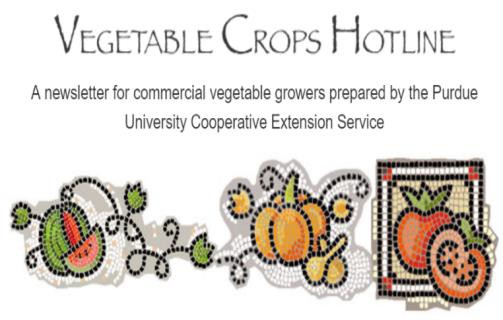 VEGETABLE CROPS HOTLINE
A newsletter for commercial vegetable growers prepared by the Purdue
University Cooperative Extension Service